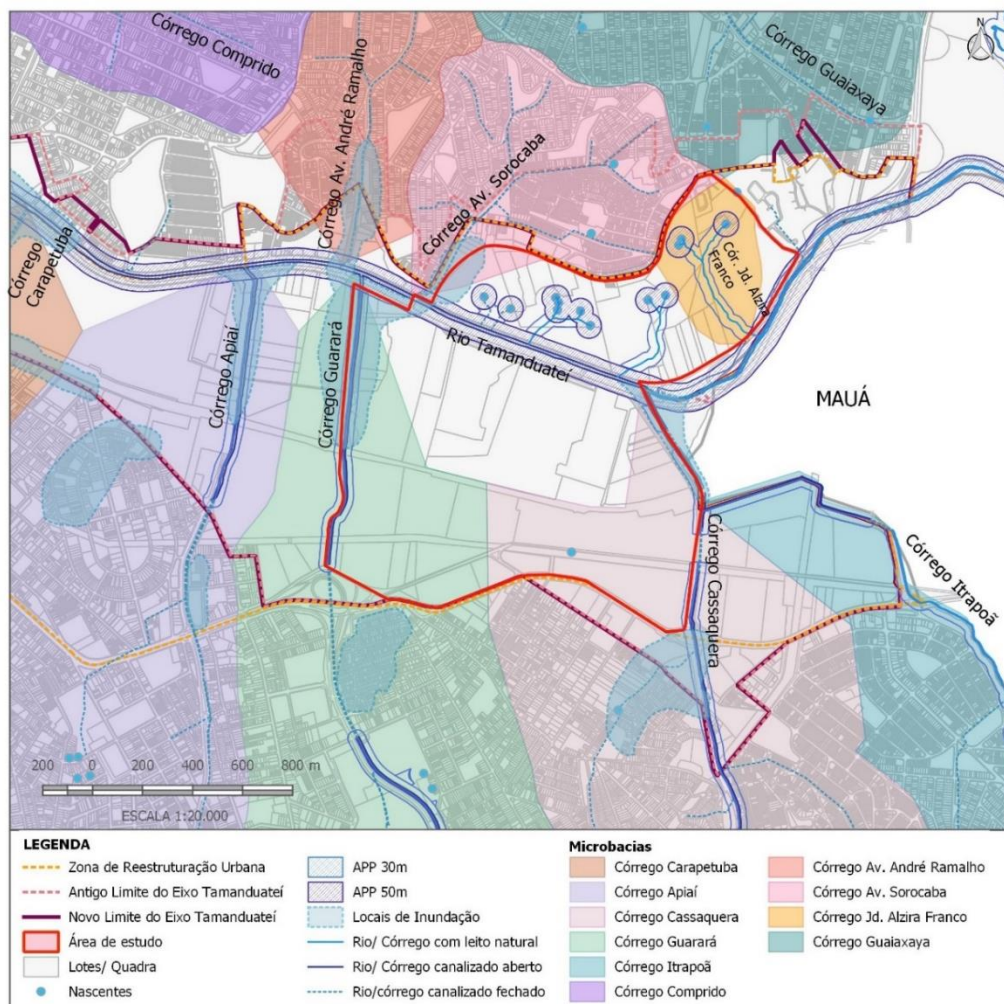 N
Córrego Comprido
Córrego Av. André Ramalho
Córrego Guaiaxaya
Córrego Av. Sorocaba
Córrego
Carapetuba
Cór. Jd. Alzira
Franco
Córrego Apiaí
Córrego Guarará
Rio Tamanduateí
MAUÁ
Córrego Cassaquera
Córrego Itrapoã
200 0 200 400 600 800 m
ESCALA 1:20.000
LEGENDA
Zona de Reestruturação Urbana
Antigo Limite do Eixo Tamanduateí
Novo Limite do Eixo Tamanduateí
Área de estudo
Lotes/ Quadra
Nascentes
APP 30m
APP 50m
Locais de Inundação
Rio/ Córrego com leito natural
Rio/ Córrego canalizado aberto
Rio/córrego canalizado fechado
Microbacias
Córrego Carapetuba
Córrego Apiaí
Córrego Cassaquera
Córrego Guarará
Córrego Itrapoã
Córrego Comprido
Córrego Av. André Ramalho
Córrego Av. Sorocaba
Córrego Jd. Alzira Franco
Córrego Guaiaxaya